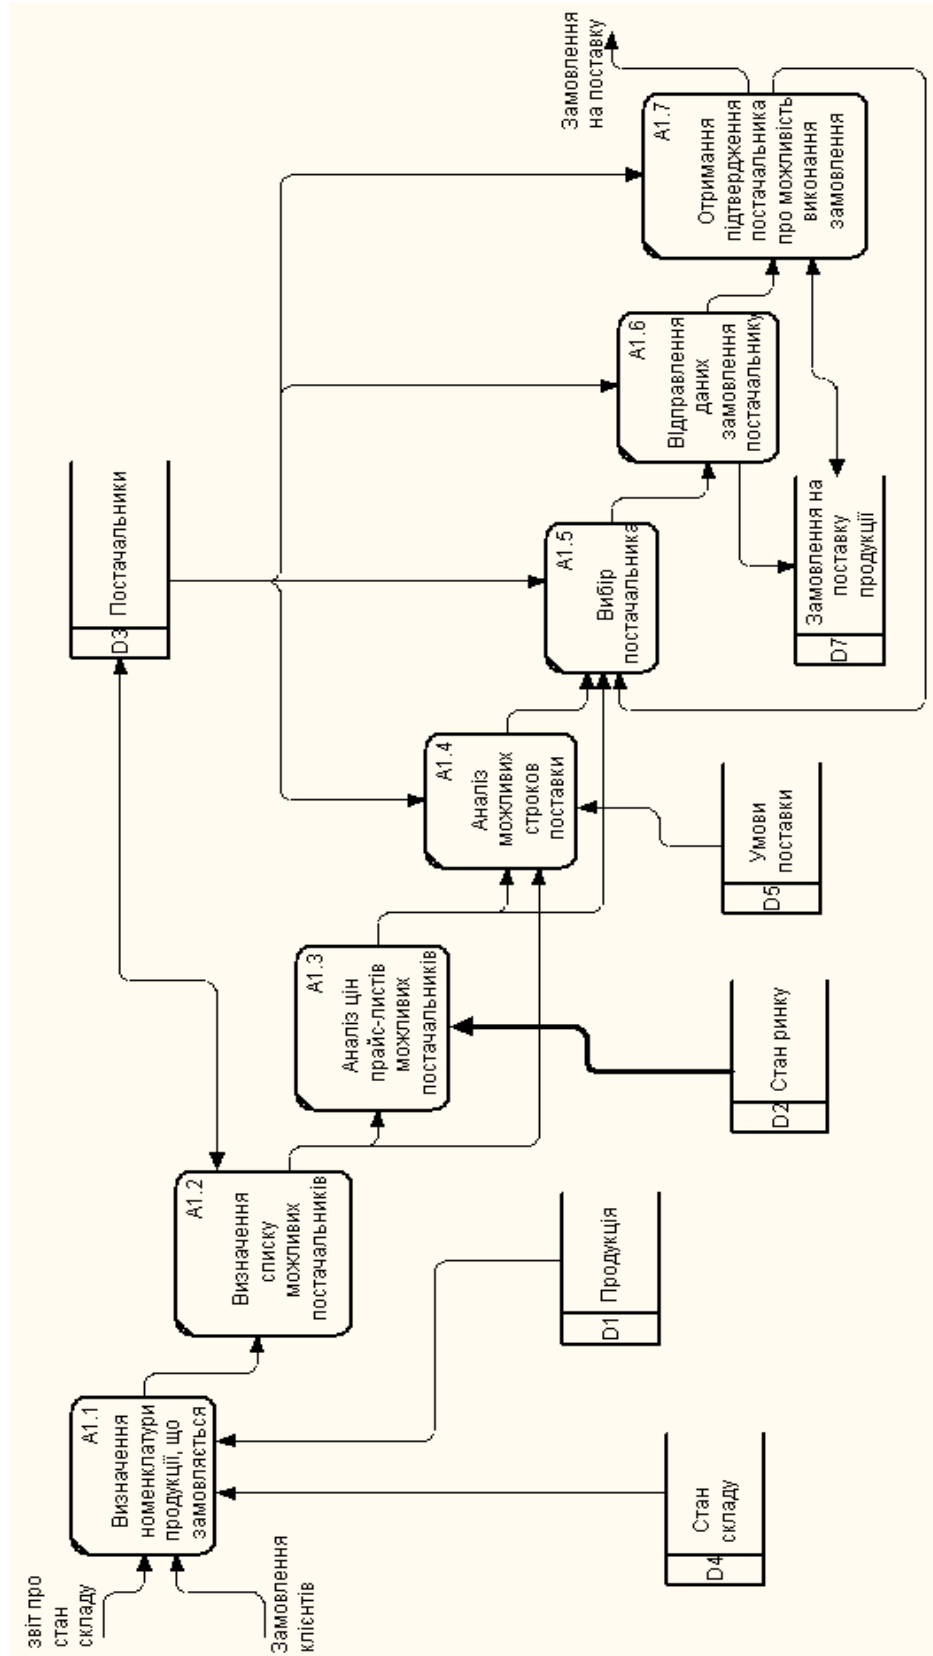 звіт про
стан
складу
Замовлення
клієнтів
A1.1
Визначення
номенклатури
продукції, що
замовляється
D4
Стан
складу
A1.2
Визначення
списку
можливих
постачальників
D1
Продукція
A1.3
Аналіз цін
прайс-листів
можливих
постачальників
D2
Стан ринку
A1.4
Аналіз
можливих
строков
поставки
D5
Умови
поставки
D3
Постачальники
A1.5
Вибір
постачальника
A1.6
Відправлення
даних
замовлення
постачальнику
D7
Замовлення на
поставку
продукції
A1.7
Отримання
підтвердження
постачальника
про можливість
виконання
замовлення
Замовлення
на поставку